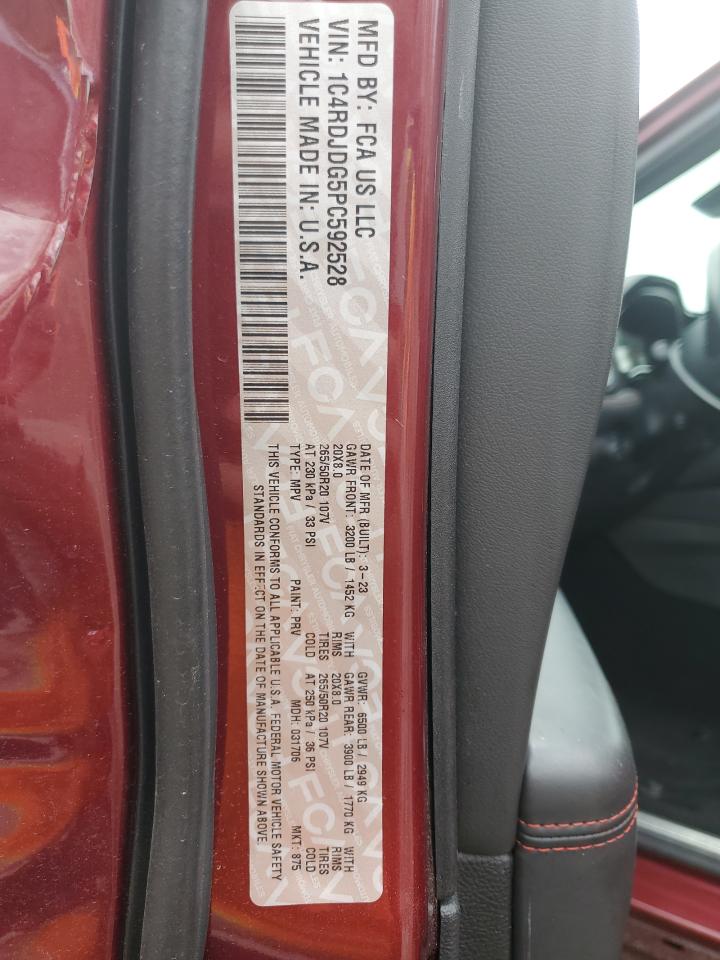 MFD BY: FCA US LLC
VIN: 1C4RDJDG5PC592528
VEHICLE MADE IN: U.S.A.
DATE OF MFR (BUILT): 3-23 GVWR: 6500 LB / 2949 KG
GAWR FRONT: 3200 LB / 1452 KG WITH GAWR REAR: 3900 LB / 1770 KG WITH
20X8.0 RIMS 20X8.0 RIMS
265/50R20 107V TIRES 265/50R20 107V TIRES
AT 230 kPa / 33 PSI COLD AT 250 kPa / 36 PSI COLD
TYPE: MPV PAINT: PRV MDH: 031706 MKT: 875
THIS VEHICLE CONFORMS TO ALL APPLICABLE U.S.A. FEDERAL MOTOR VEHICLE SAFETY
STANDARDS IN EFFECT ON THE DATE OF MANUFACTURE SHOWN ABOVE.
FCA